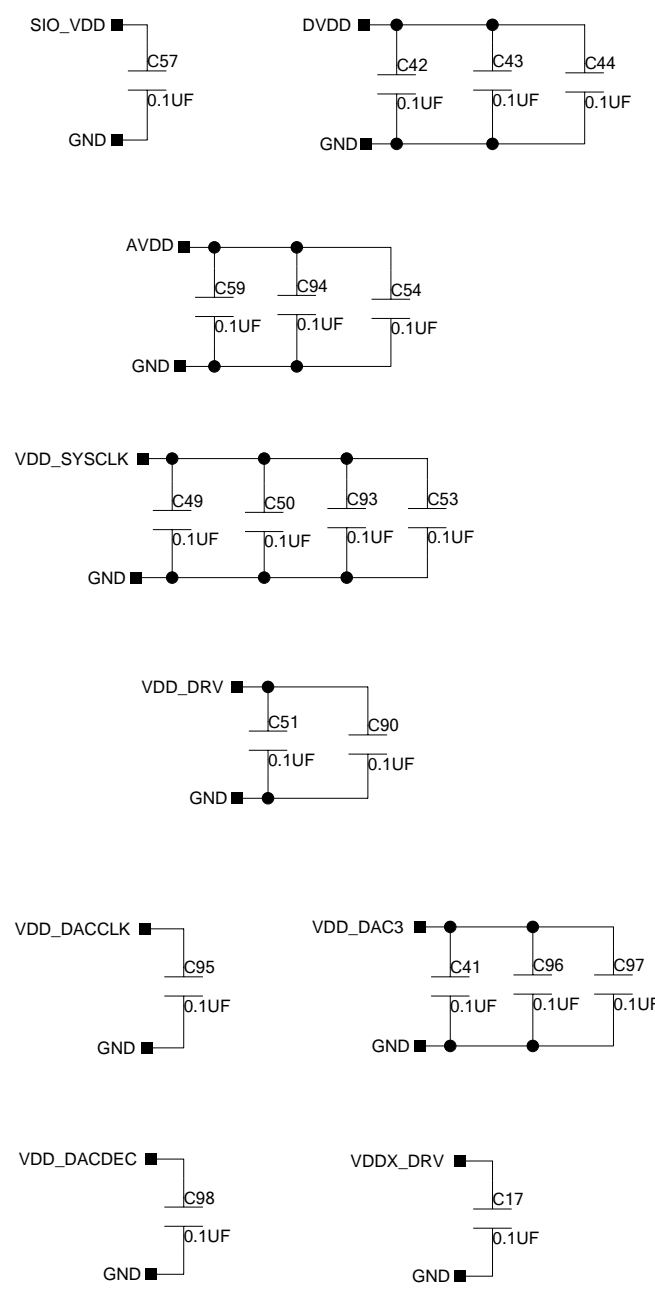 SIO_VDD
C57
0.1UF
GND
DVDD
C42
0.1UF
C43
0.1UF
C44
0.1UF
GND
AVDD
C59
0.1UF
C94
0.1UF
C54
0.1UF
GND
VDD_SYSCLK
C49
0.1UF
C50
0.1UF
C93
0.1UF
C53
0.1UF
GND
VDD_DRV
C51
0.1UF
C90
0.1UF
GND
VDD_DACCLK
C95
0.1UF
GND
VDD_DAC3
C41
0.1UF
C96
0.1UF
C97
0.1UF
GND
VDD_DACDEC
C98
0.1UF
GND
VDDX_DRV
C17
0.1UF
GND